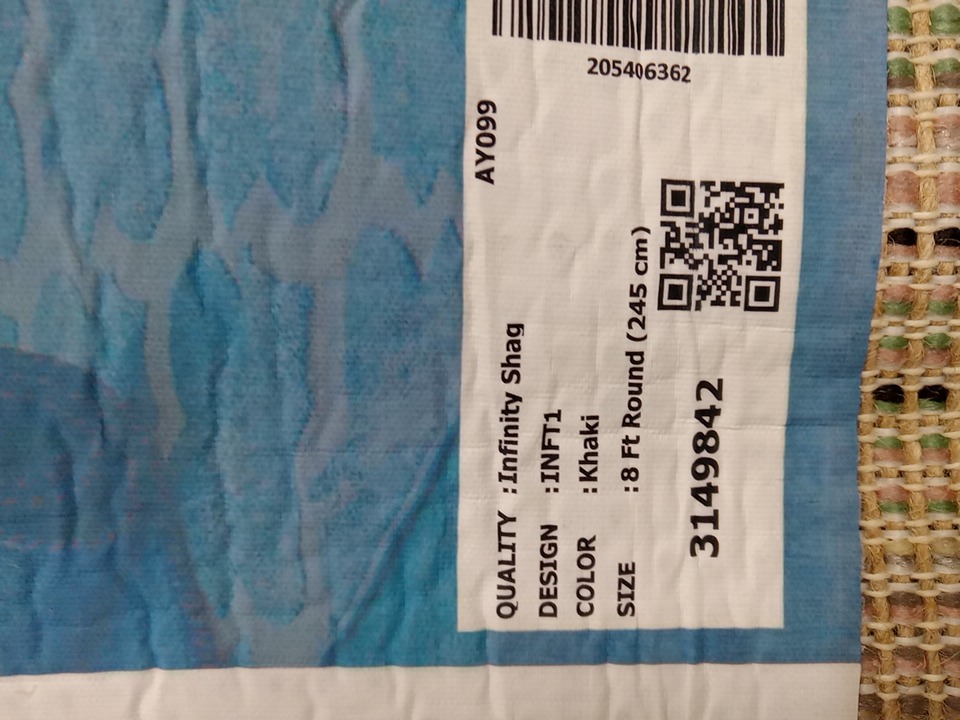 205406362
AY099
QUALITY :Infinity Shag
DESIGN :INFT1
COLOR :Khaki
SIZE :8 Ft Round (245 cm)
3149842